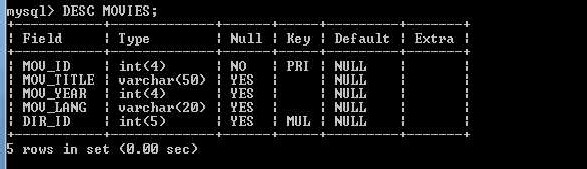 mysql> DESC MOVIES;
+-----------+-------------+------+-----+---------+-------+
| Field | Type | Null | Key | Default | Extra |
+-----------+-------------+------+-----+---------+-------+
| MOV_ID | int(4) | NO | PRI | NULL | |
| MOV_TITLE | varchar(50) | YES | | NULL | |
| MOV_YEAR | int(4) | YES | | NULL | |
| MOV_LANG | varchar(20) | YES | | NULL | |
| DIR_ID | int(5) | YES | MUL | NULL | |
+-----------+-------------+------+-----+---------+-------+
5 rows in set (0.00 sec)